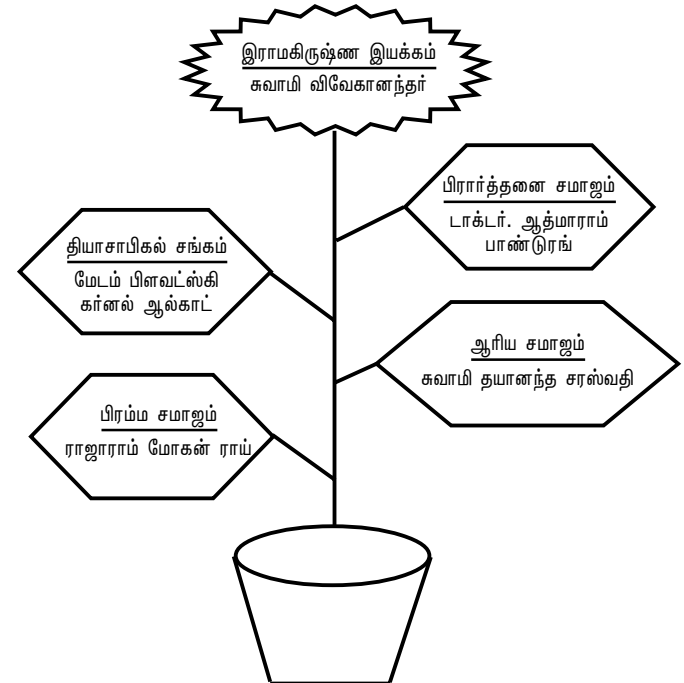 இராமகிருஷ்ண இயக்கம்
சுவாமி விவேகானந்தர்
பிரார்த்தனை சமாஜம்
டாக்டர். ஆத்மாராம்
பாண்டுரங்
தியாசாபிகல் சங்கம்
மேடம் பிளவட்ஸ்கி
கர்னல் ஆல்காட்
ஆரிய சமாஜம்
சுவாமி தயானந்த சரஸ்வதி
பிரம்ம சமாஜம்
ராஜாராம் மோகன் ராய்